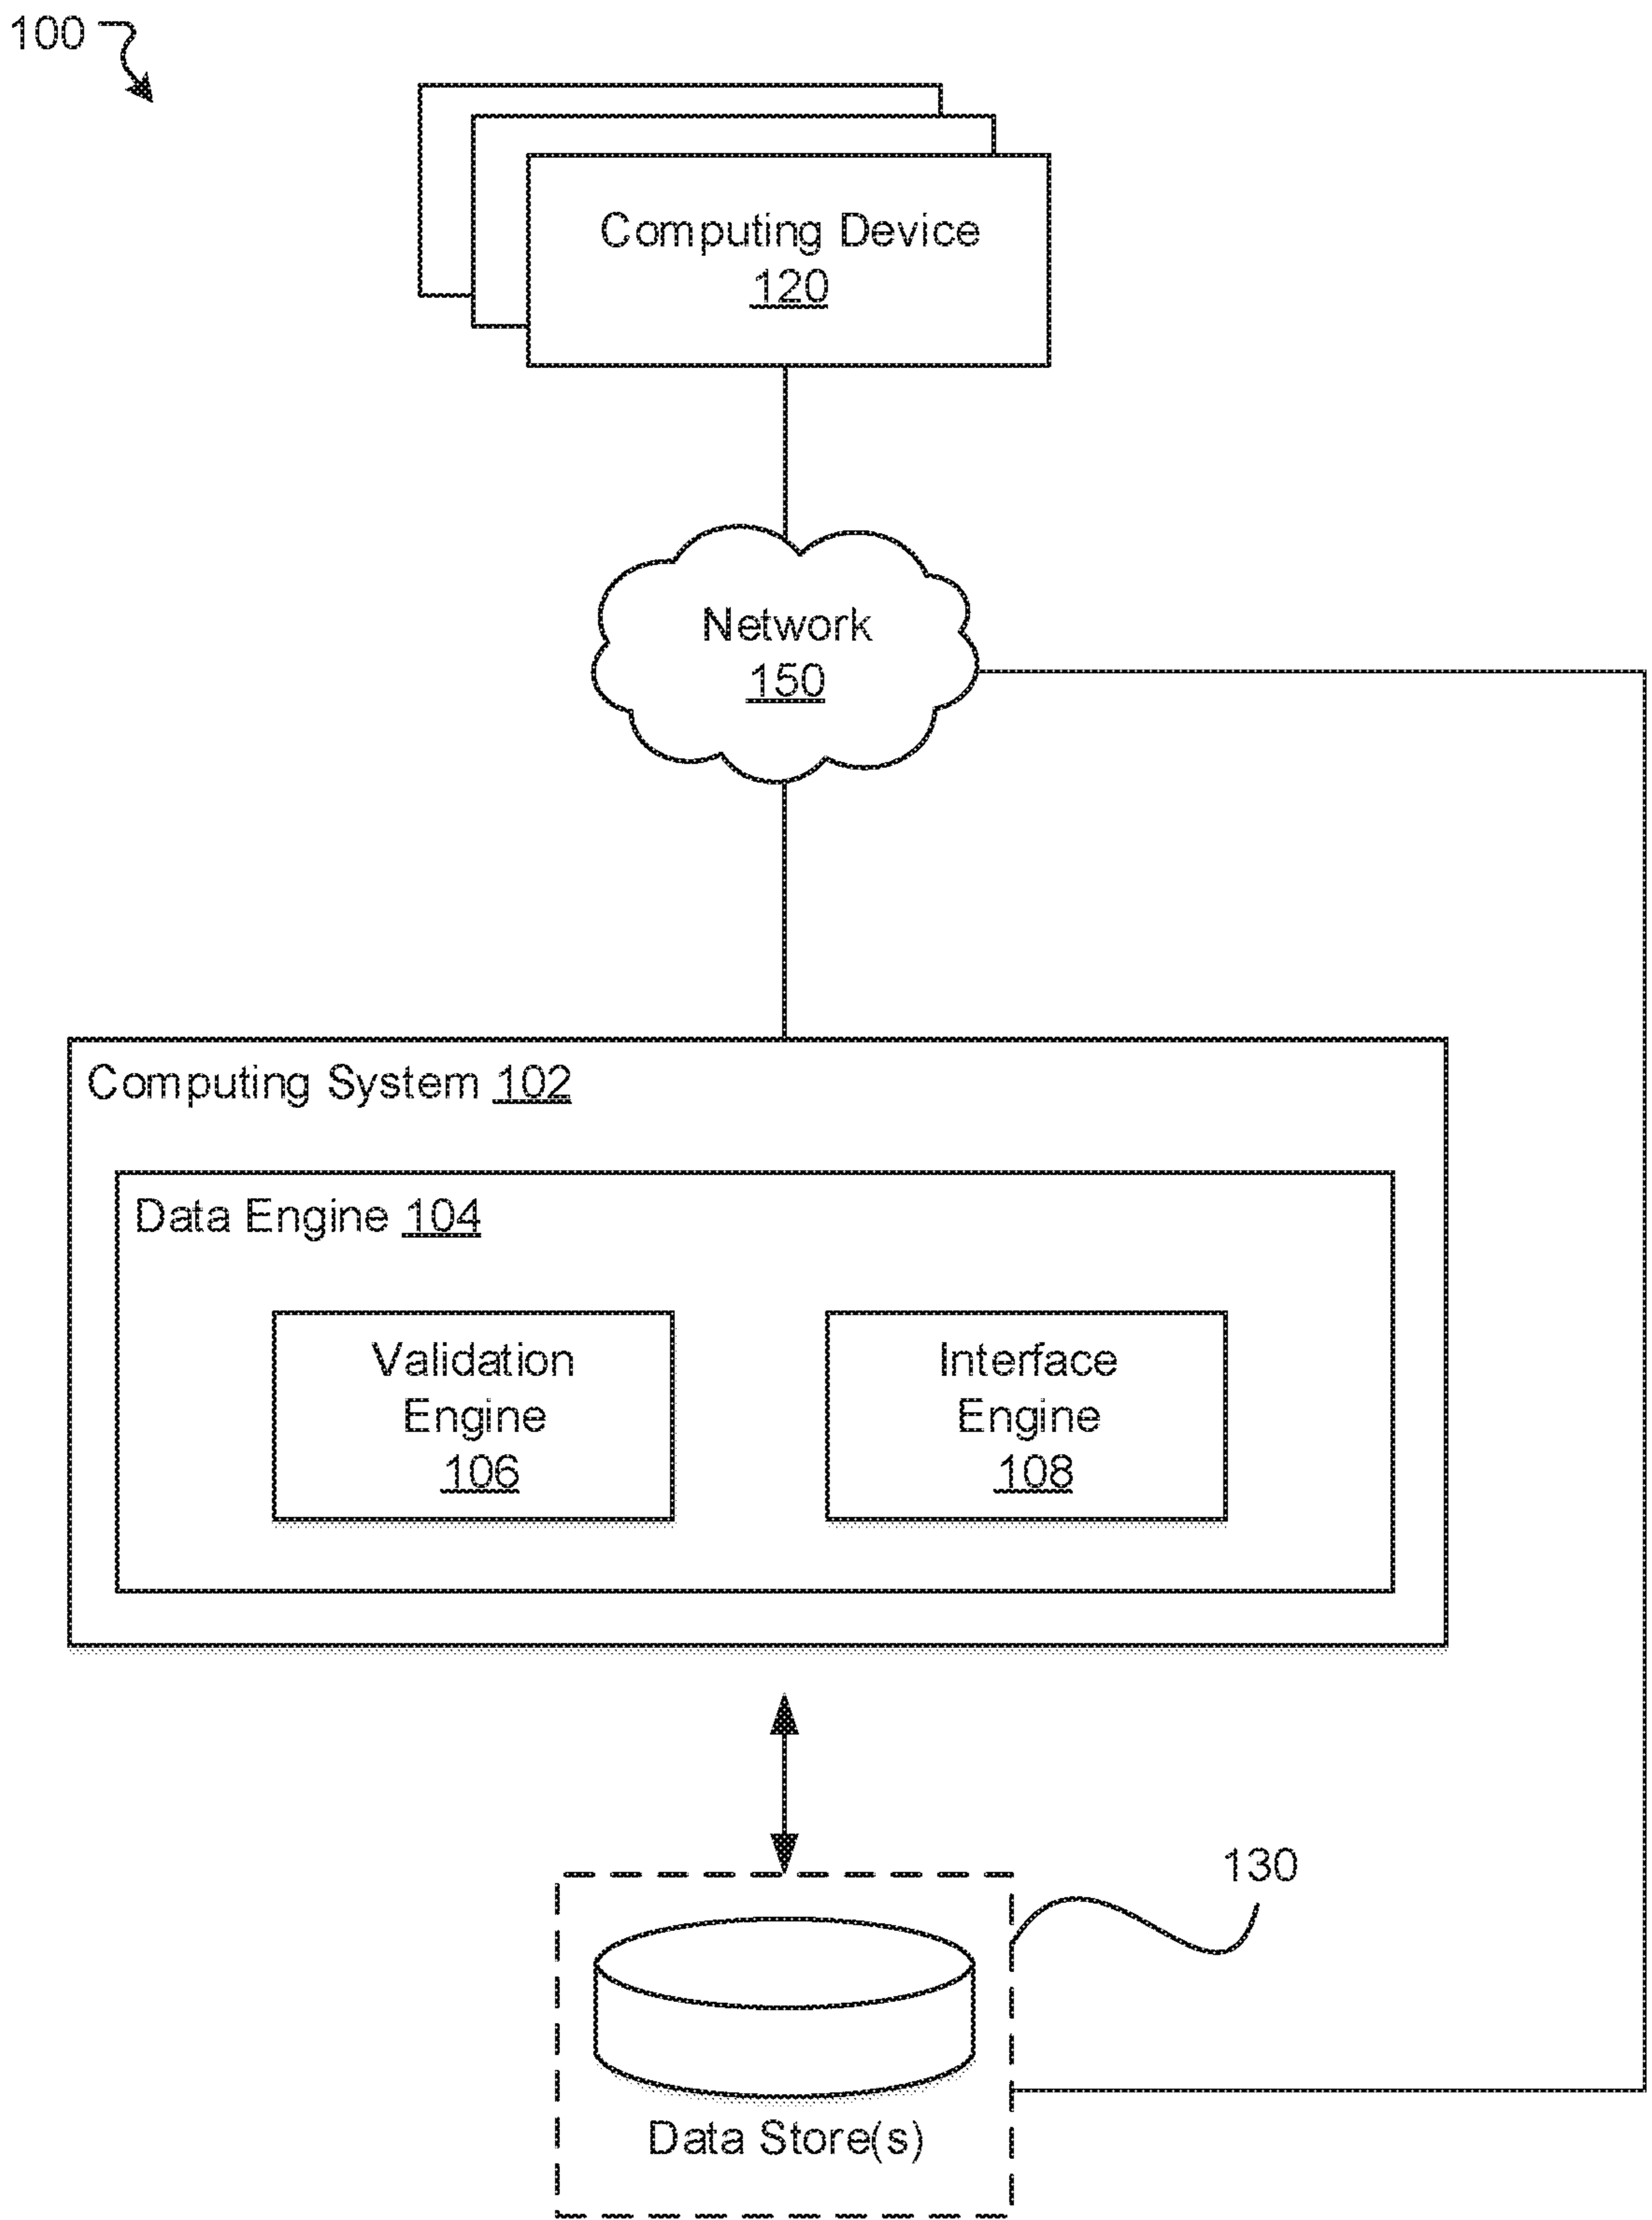 100
Computing Device
120
Network
150
Computing System 102
Data Engine 104
Validation
Engine
106
Interface
Engine
108
130
Data Store(s)